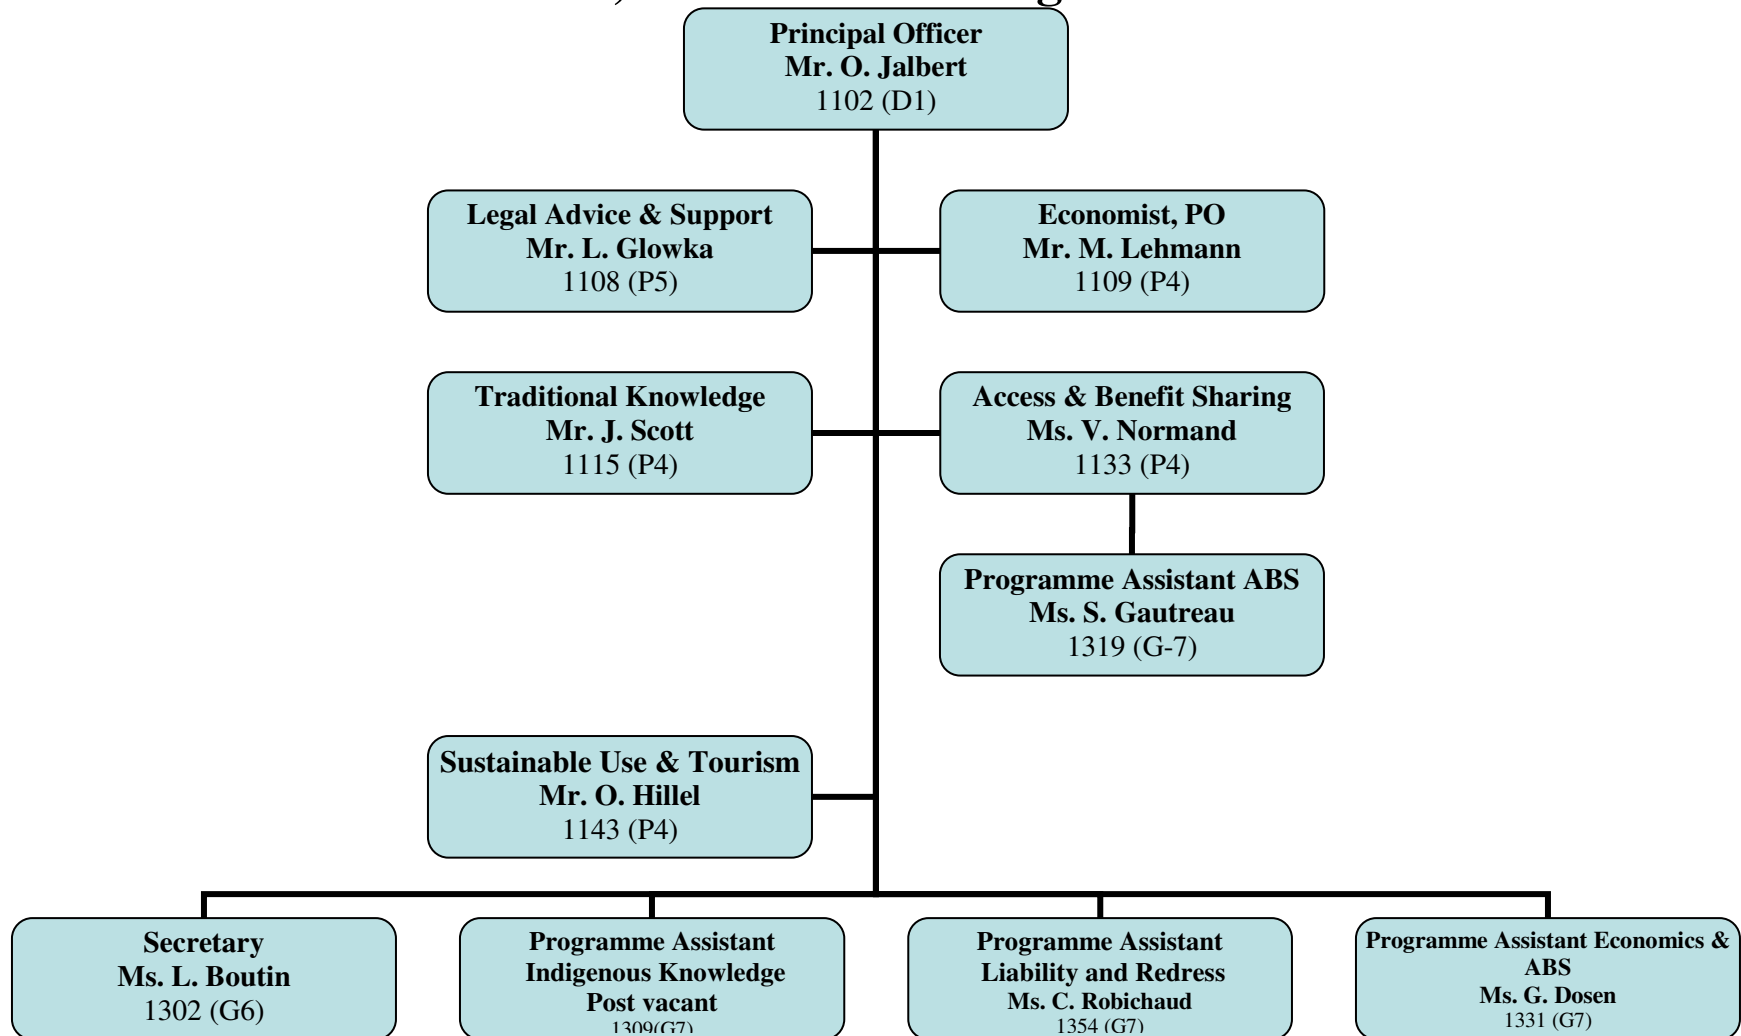 Principal Officer
Mr. O. Jalbert
1102 (D1)
Legal Advice & Support
Mr. L. Glowka
1108 (P5)
Economist, PO
Mr. M. Lehmann
1109 (P4)
Traditional Knowledge
Mr. J. Scott
1115 (P4)
Access & Benefit Sharing
Ms. V. Normand
1133 (P4)
Programme Assistant ABS
Ms. S. Gautreau
1319 (G-7)
Sustainable Use & Tourism
Mr. O. Hillel
1143 (P4)
Secretary
Ms. L. Boutin
1302 (G6)
Programme Assistant
Indigenous Knowledge
Post vacant
1309(G7)
Programme Assistant
Liability and Redress
Ms. C. Robichaud
1354 (G7)
Programme Assistant Economics &
ABS
Ms. G. Dosen
1331 (G7)